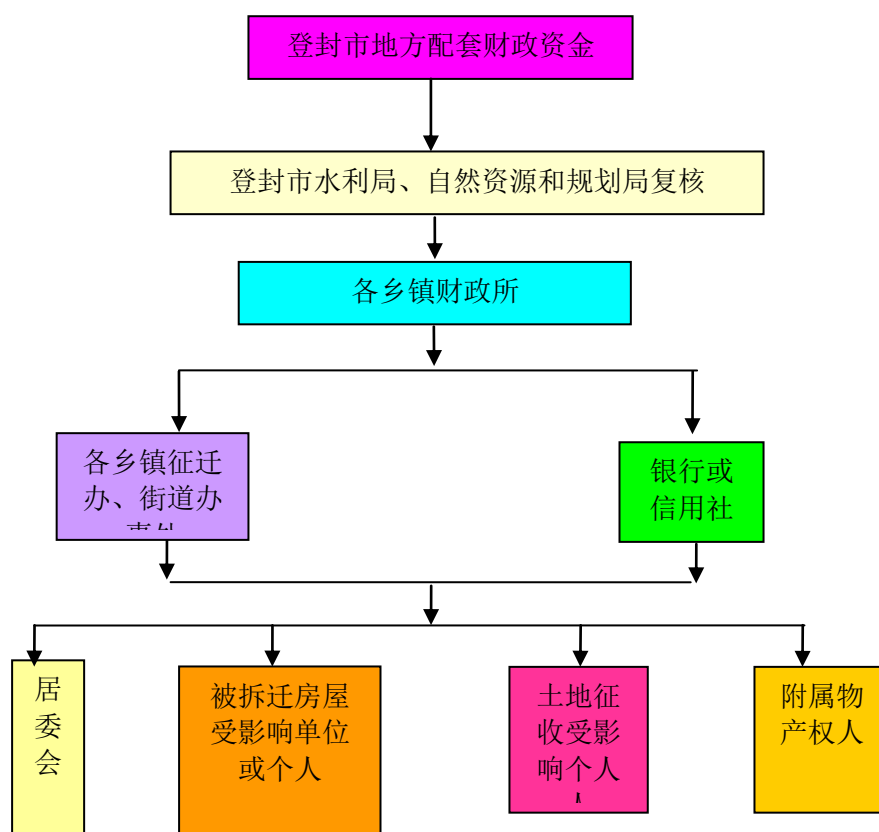 登封市地方配套财政资金
登封市水利局、自然资源和规划局复核
各乡镇财政所
各乡镇征迁
办、街道办
银行或
信用社
居
委
会
被拆迁房屋
受影响单位
或个人
土地征
收受影
响个人
附属物
产权人